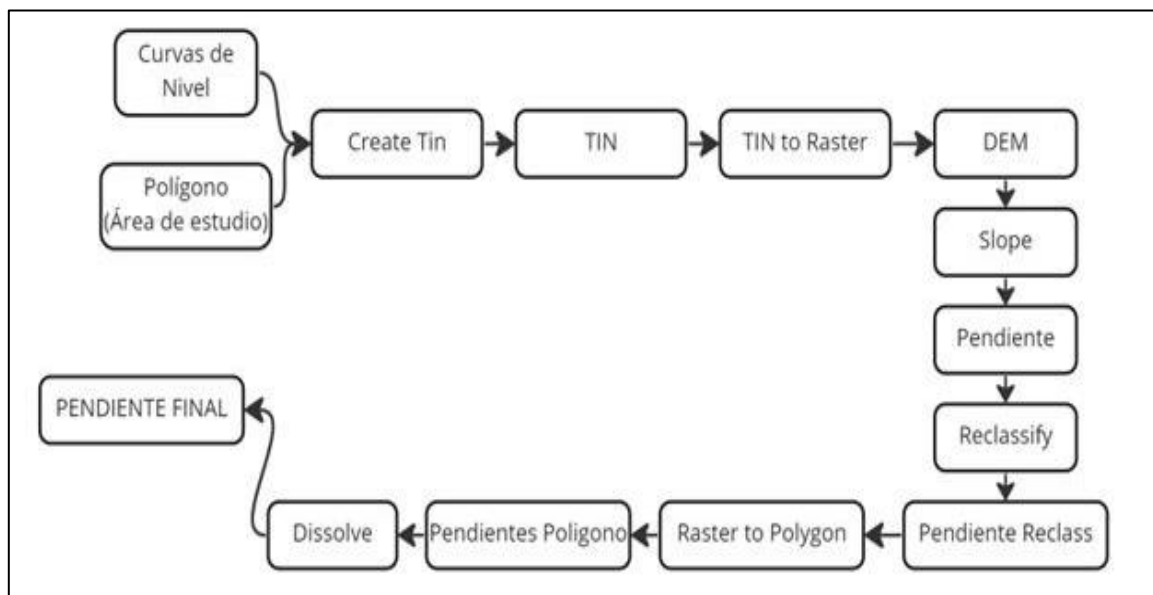 Curvas de
Nivel
Polígono
(Área de estudio)
Create Tin
TIN
TIN to Raster
DEM
Slope
Pendiente
Reclassify
Pendiente Reclass
Raster to Polygon
Pendientes Poligono
Dissolve
PENDIENTE FINAL